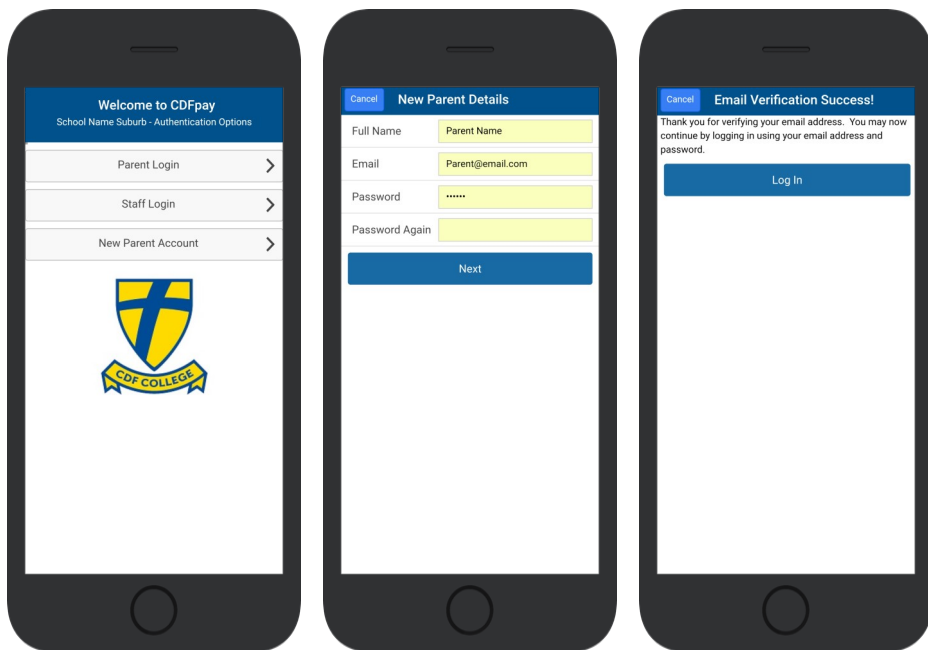 Welcome to CDFpay
School Name Suburb - Authentication Options
Parent Login
Staff Login
New Parent Account
CDF COLLEGE
Cancel New Parent Details
Full Name Parent Name
Email Parent@email.com
Password ••••••
Password Again
Next
Cancel Email Verification Success!
Thank you for verifying your email address. You may now
continue by logging in using your email address and
password.
Log In